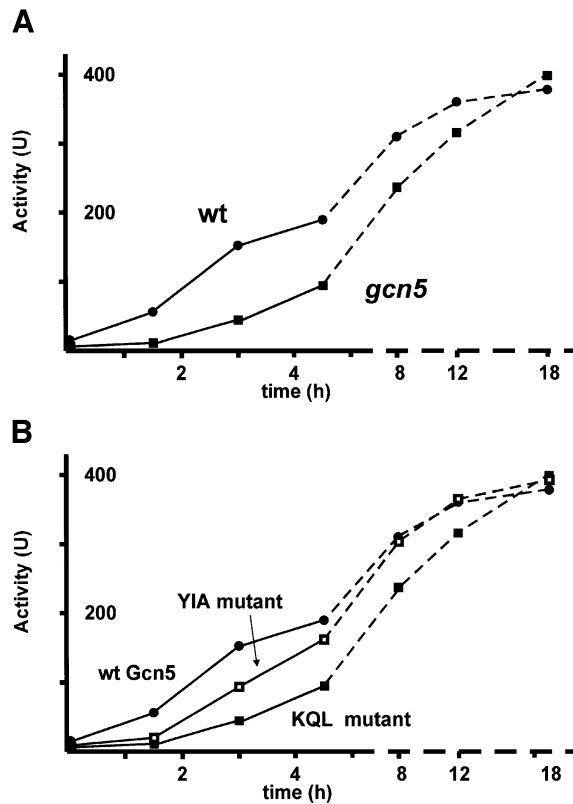 A
Activity (U)
400
200
wt
gcn5
2 4 8 12 18
time (h)
B
Activity (U)
400
200
YIA mutant
wt Gcn5
KQL mutant
2 4 8 12 18
time (h)